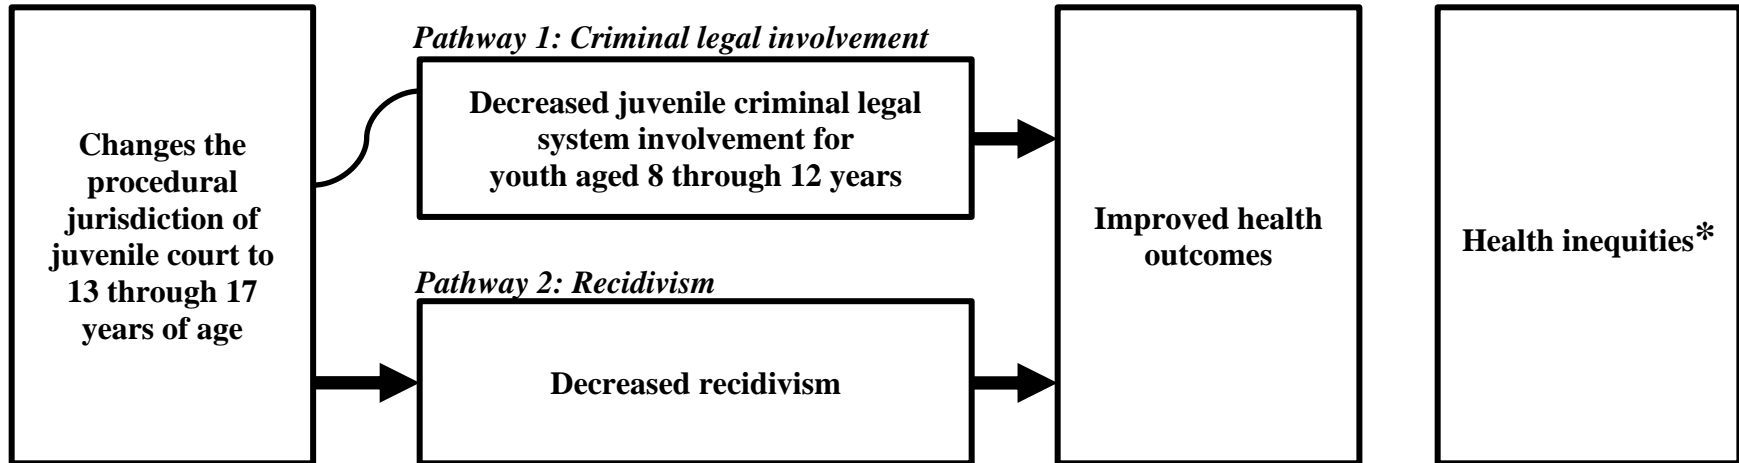 Changes the
procedural
jurisdiction of
juvenile court to
13 through 17
years of age
Pathway 1: Criminal legal involvement
Decreased juvenile criminal legal
system involvement for
youth aged 8 through 12 years
Pathway 2: Recidivism
Decreased recidivism
Improved health
outcomes
Health inequities*